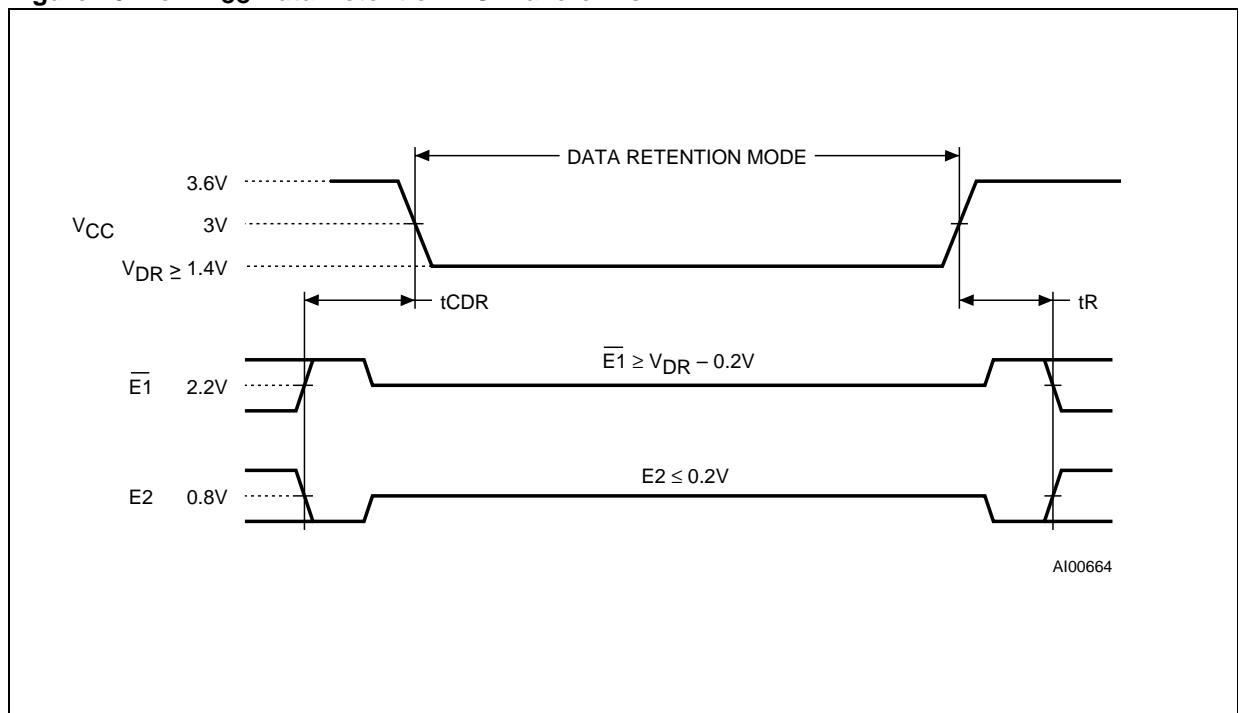 DATA RETENTION MODE
3.6V
VCC 3V
VDR ≥ 1.4V
tCDR
tR
E1 ≥ VDR – 0.2V
E1 2.2V
E2 ≤ 0.2V
E2 0.8V
AI00664